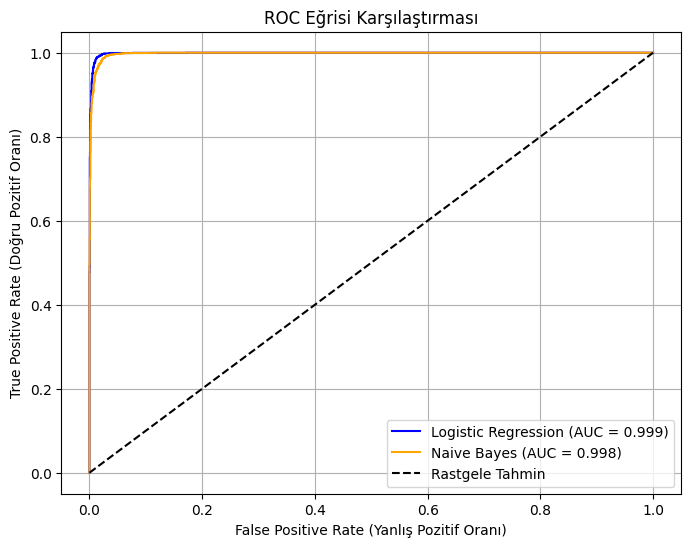 ROC Eğrisi Karşılaştırması
True Positive Rate (Doğru Pozitif Oranı)
1.0
0.8
0.6
0.4
0.2
0.0
Logistic Regression (AUC = 0.999)
Naive Bayes (AUC = 0.998)
Rastgele Tahmin
0.0 0.2 0.4 0.6 0.8 1.0
False Positive Rate (Yanlış Pozitif Oranı)